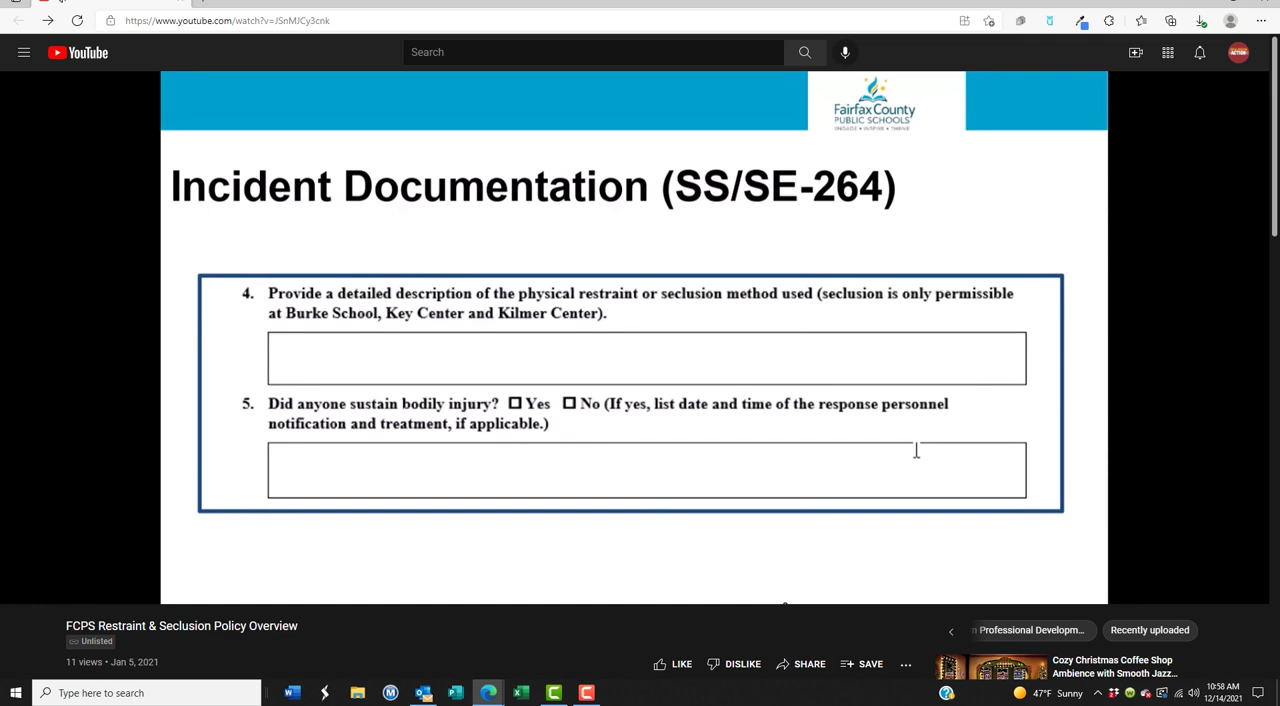 https://www.youtube.com/watch?v=JSnMJCy3cnk
YouTube
Search
Fairfax County
PUBLIC SCHOOLS
ENGAGE • INSPIRE • THRIVE
Incident Documentation (SS/SE-264)
4. Provide a detailed description of the physical restraint or seclusion method used (seclusion is only permissible
at Burke School, Key Center and Kilmer Center).
5. Did anyone sustain bodily injury? Yes No (If yes, list date and time of the response personnel
notification and treatment, if applicable.)
FCPS Restraint & Seclusion Policy Overview
Unlisted
11 views • Jan 5, 2021
LIKE DISLIKE SHARE SAVE
Professional Developm... Recently uploaded
Cozy Christmas Coffee Shop
Ambience with Smooth Jazz...
Type here to search
47°F Sunny
10:58 AM
12/14/2021